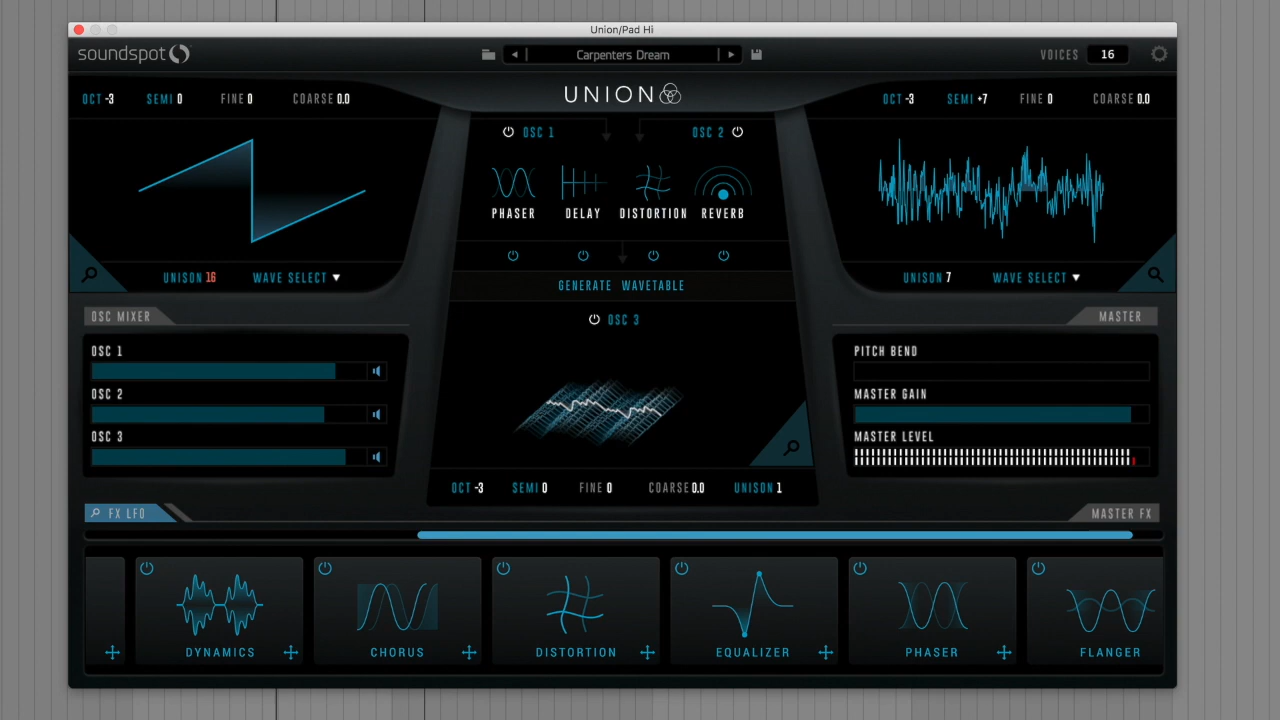 Union/Pad Hi
soundspot
Carpenters Dream
VOICES 16
UNION
OCT -3 SEMI 0 FINE 0 COARSE 0.0
OCT -3 SEMI +7 FINE 0 COARSE 0.0
OSC 1 OSC 2
PHASER DELAY DISTORTION REVERB
UNISON 16 WAVE SELECT
UNISON 7 WAVE SELECT
GENERATE WAVETABLE
OSC 3
OSC MIXER
OSC 1
OSC 2
OSC 3
MASTER
PITCH BEND
MASTER GAIN
MASTER LEVEL
OCT -3 SEMI 0 FINE 0 COARSE 0.0 UNISON 1
FX LFO
MASTER FX
DYNAMICS CHORUS DISTORTION EQUALIZER PHASER FLANGER